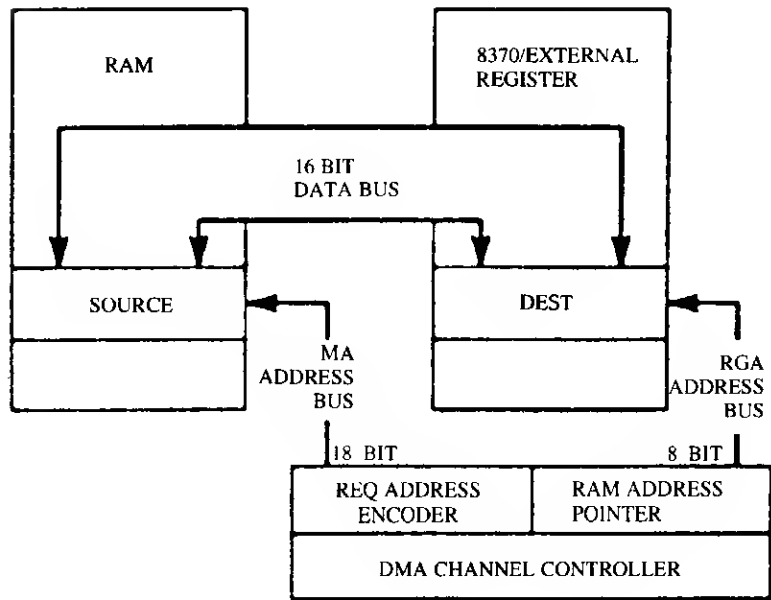 RAM
8370/EXTERNAL
REGISTER
16 BIT
DATA BUS
SOURCE
DEST
MA
ADDRESS
BUS
RGA
ADDRESS
BUS
18 BIT
8 BIT
REQ ADDRESS
ENCODER
RAM ADDRESS
POINTER
DMA CHANNEL CONTROLLER